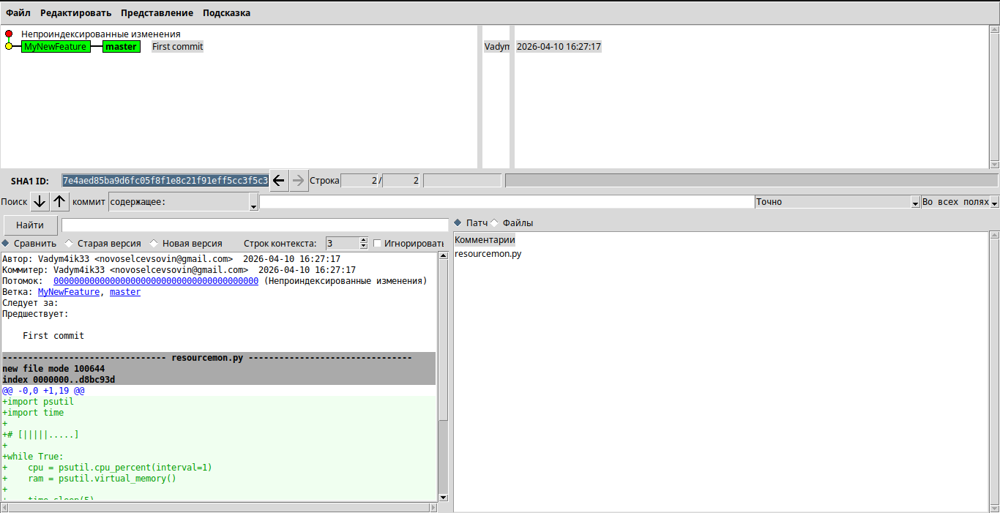 Файл Редактировать Представление Подсказка
Непроиндексированные изменения
MyNewFeature master First commit Vadym 2026-04-10 16:27:17
SHA1 ID: 7e4aed85ba9d6fc05f8f1e8c21f91eff5cc3f5c3 Строка 2 / 2
Поиск коммит содержащее: Точно Во всех полях
Найти
Патч Файлы
Сравнить Старая версия Новая версия Строк контекста: 3 Игнорировать
Комментарии
resourcemon.py
Автор: Vadym4ik33 <novoselcevsovin@gmail.com>  2026-04-10 16:27:17
Коммитер: Vadym4ik33 <novoselcevsovin@gmail.com>  2026-04-10 16:27:17
Потомок:  0000000000000000000000000000000000000000 (Непроиндексированные изменения)
Ветка: MyNewFeature, master
Следует за:
Предшествует:
First commit
-------------------------------- resourcemon.py --------------------------------
new file mode 100644
index 0000000..d8bc93d
@@ -0,0 +1,19 @@
+import psutil
+import time
+
+# [|||||.....]
+
+while True:
+    cpu = psutil.cpu_percent(interval=1)
+    ram = psutil.virtual_memory()
+
+    time.sleep(5)